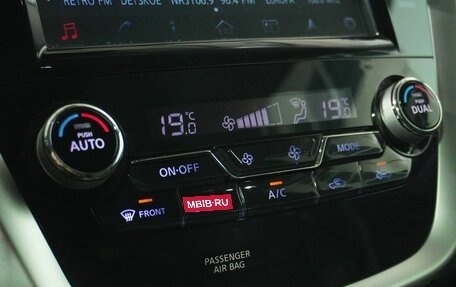 RETRO FM DETSKOE NRJ106.9 98.4 FM EUROPA
PUSH
AUTO
19.0°C
19.0°C
PUSH
DUAL
ON·OFF
MODE
FRONT
MBIB-RU
A/C
PASSENGER
AIR BAG